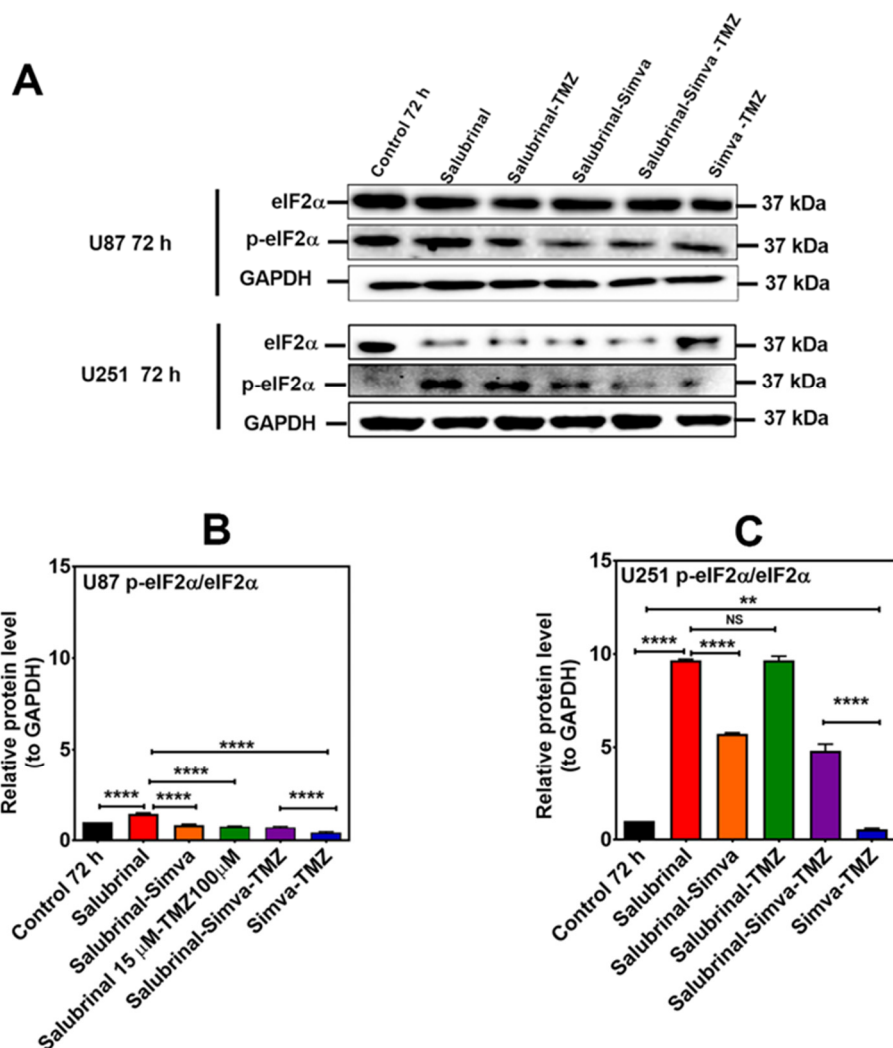 A
Control 72 h
Salubrinal
Salubrinal-TMZ
Salubrinal-Simva
Salubrinal-Simva -TMZ
Simva -TMZ
U87 72 h
eIF2α
37 kDa
p-eIF2α
37 kDa
GAPDH
37 kDa
U251 72 h
eIF2α
37 kDa
p-eIF2α
37 kDa
GAPDH
37 kDa
B
U87 p-eIF2α/eIF2α
Relative protein level
(to GAPDH)
15
10
5
0
****
****
****
****
****
Control 72 h
Salubrinal
Salubrinal-Simva
Salubrinal 15 μM-TMZ100μM
Salubrinal-Simva-TMZ
Simva-TMZ
C
U251 p-eIF2α/eIF2α
Relative protein level
(to GAPDH)
15
10
5
0
**
NS
****
****
****
Control 72 h
Salubrinal
Salubrinal-Simva
Salubrinal-TMZ
Salubrinal-Simva-TMZ
Simva-TMZ